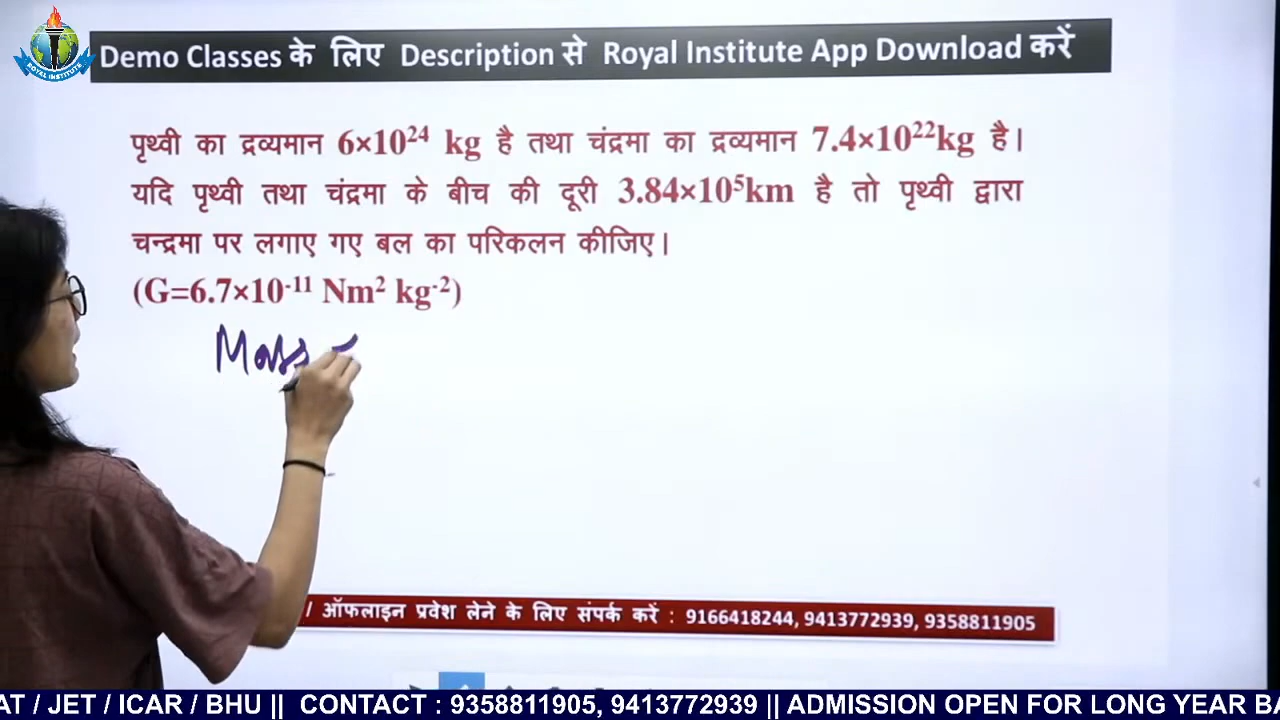 ROYAL INSTITUTE
Demo Classes के लिए Description से Royal Institute App Download करें
पृथ्वी का द्रव्यमान 6×10²⁴ kg है तथा चंद्रमा का द्रव्यमान 7.4×10²²kg है।
यदि पृथ्वी तथा चंद्रमा के बीच की दूरी 3.84×10⁵km है तो पृथ्वी द्वारा
चन्द्रमा पर लगाए गए बल का परिकलन कीजिए।
(G=6.7×10⁻¹¹ Nm² kg⁻²)
Mass
/ ऑफलाइन प्रवेश लेने के लिए संपर्क करें : 9166418244, 9413772939, 9358811905
AT / JET / ICAR / BHU || CONTACT : 9358811905, 9413772939 || ADMISSION OPEN FOR LONG YEAR BA